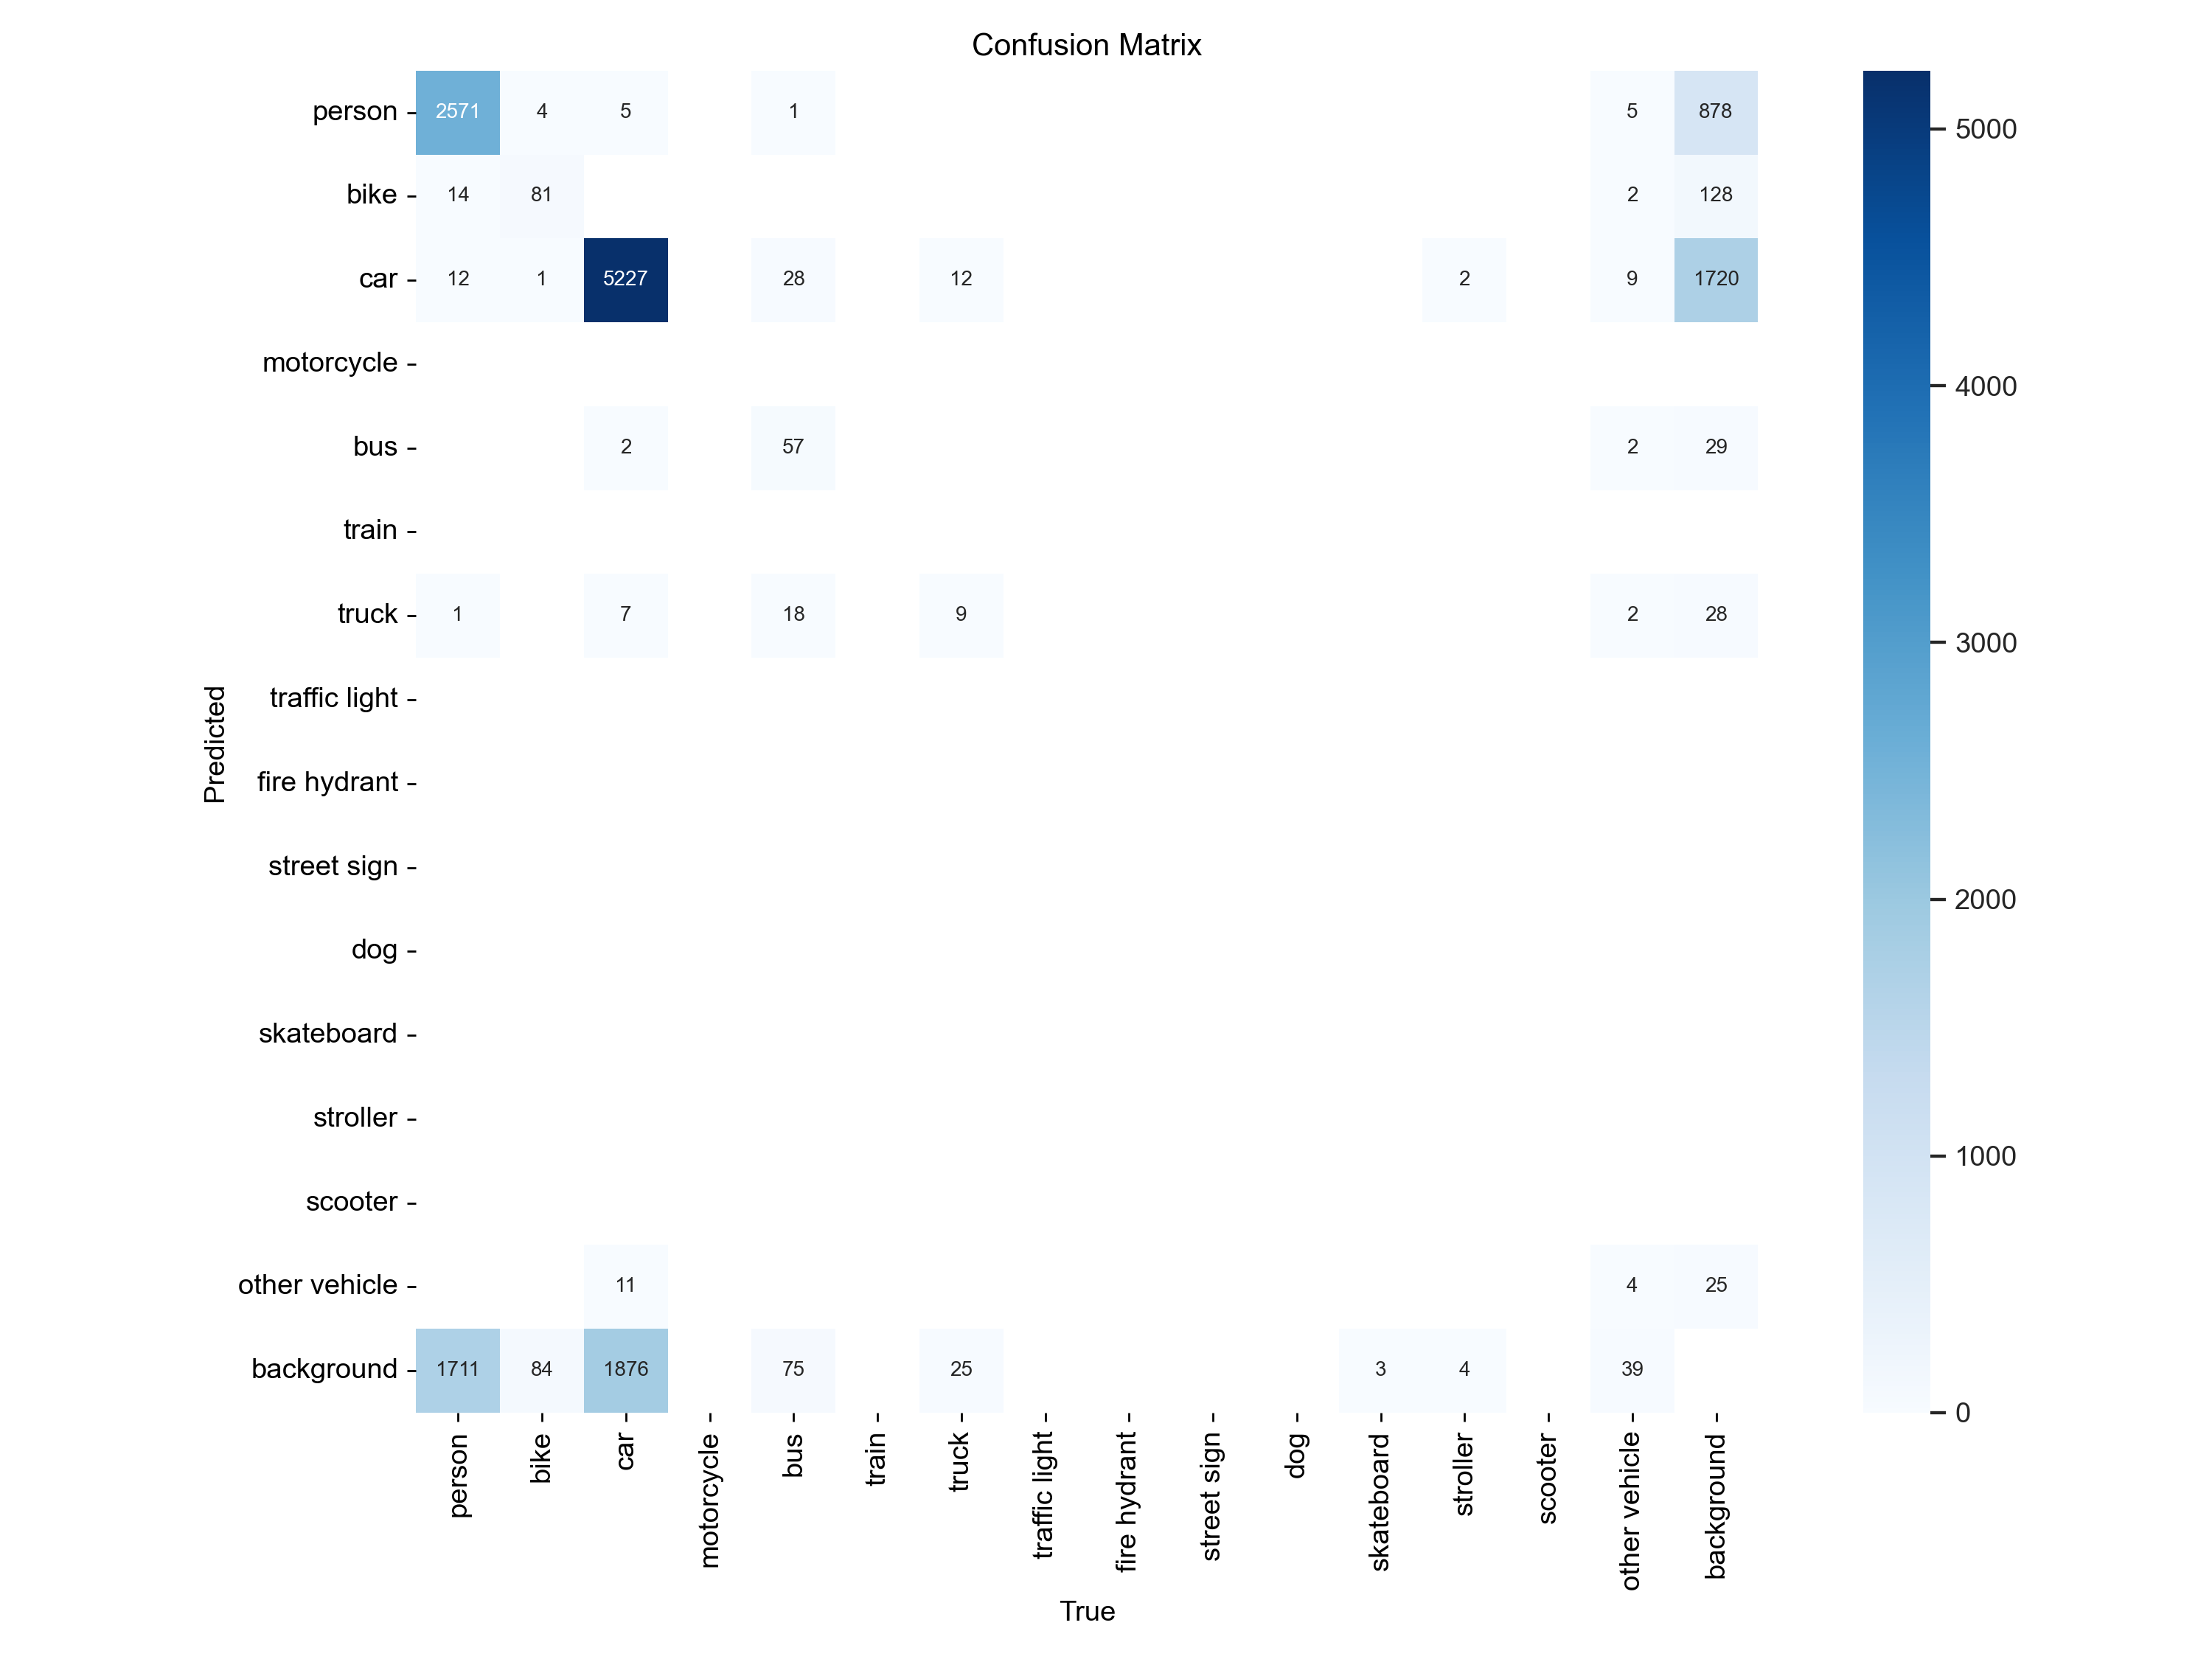 Confusion Matrix
person 2571 4 5 1 5 878
bike 14 81 2 128
car 12 1 5227 28 12 2 9 1720
motorcycle
bus 2 57 2 29
train
truck 1 7 18 9 2 28
traffic light
fire hydrant
street sign
dog
skateboard
stroller
scooter
other vehicle 11 4 25
background 1711 84 1876 75 25 3 4 39
Predicted
person bike car motorcycle bus train truck traffic light fire hydrant street sign dog skateboard stroller scooter other vehicle background
True
5000
4000
3000
2000
1000
0